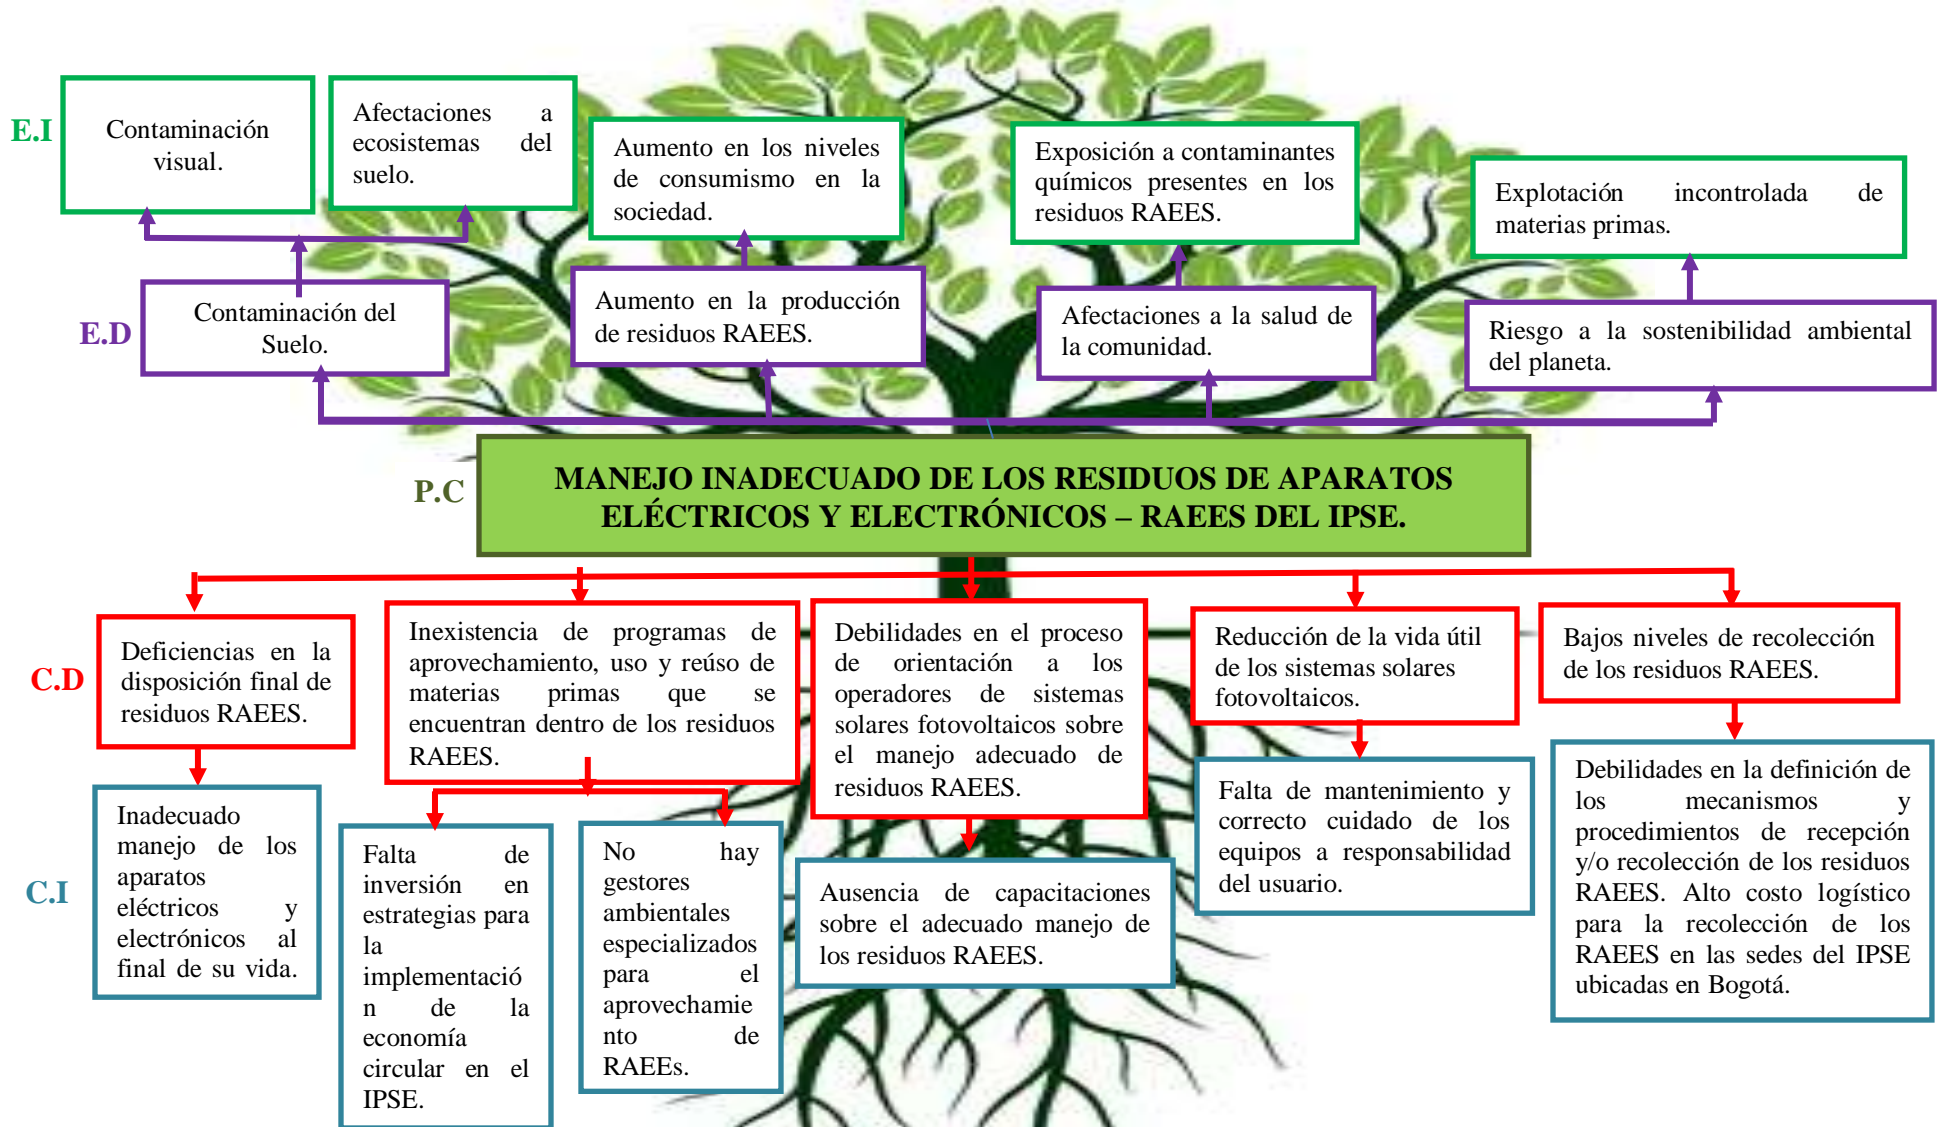 E.I
Contaminación
visual.
Afectaciones a
ecosistemas del
suelo.
Aumento en los niveles
de consumismo en la
sociedad.
Exposición a contaminantes
químicos presentes en los
residuos RAEES.
Explotación incontrolada de
materias primas.
E.D
Contaminación del
Suelo.
Aumento en la producción
de residuos RAEES.
Afectaciones a la salud de
la comunidad.
Riesgo a la sostenibilidad ambiental
del planeta.
P.C
MANEJO INADECUADO DE LOS RESIDUOS DE APARATOS
ELÉCTRICOS Y ELECTRÓNICOS – RAEES DEL IPSE.
C.D
Deficiencias en la
disposición final de
residuos RAEES.
Inexistencia de programas de
aprovechamiento, uso y reúso de
materias primas que se
encuentran dentro de los residuos
RAEES.
Debilidades en el proceso
de orientación a los
operadores de sistemas
solares fotovoltaicos sobre
el manejo adecuado de
residuos RAEES.
Reducción de la vida útil
de los sistemas solares
fotovoltaicos.
Bajos niveles de recolección
de los residuos RAEES.
C.I
Inadecuado
manejo de los
aparatos
eléctricos y
electrónicos al
final de su vida.
Falta de
inversión en
estrategias para
la
implementació
n de la
economía
circular en el
IPSE.
No hay
gestores
ambientales
especializados
para el
aprovechamie
nto de
RAEEs.
Ausencia de capacitaciones
sobre el adecuado manejo de
los residuos RAEES.
Falta de mantenimiento y
correcto cuidado de los
equipos a responsabilidad
del usuario.
Debilidades en la definición de
los mecanismos y
procedimientos de recepción
y/o recolección de los residuos
RAEES. Alto costo logístico
para la recolección de los
RAEES en las sedes del IPSE
ubicadas en Bogotá.